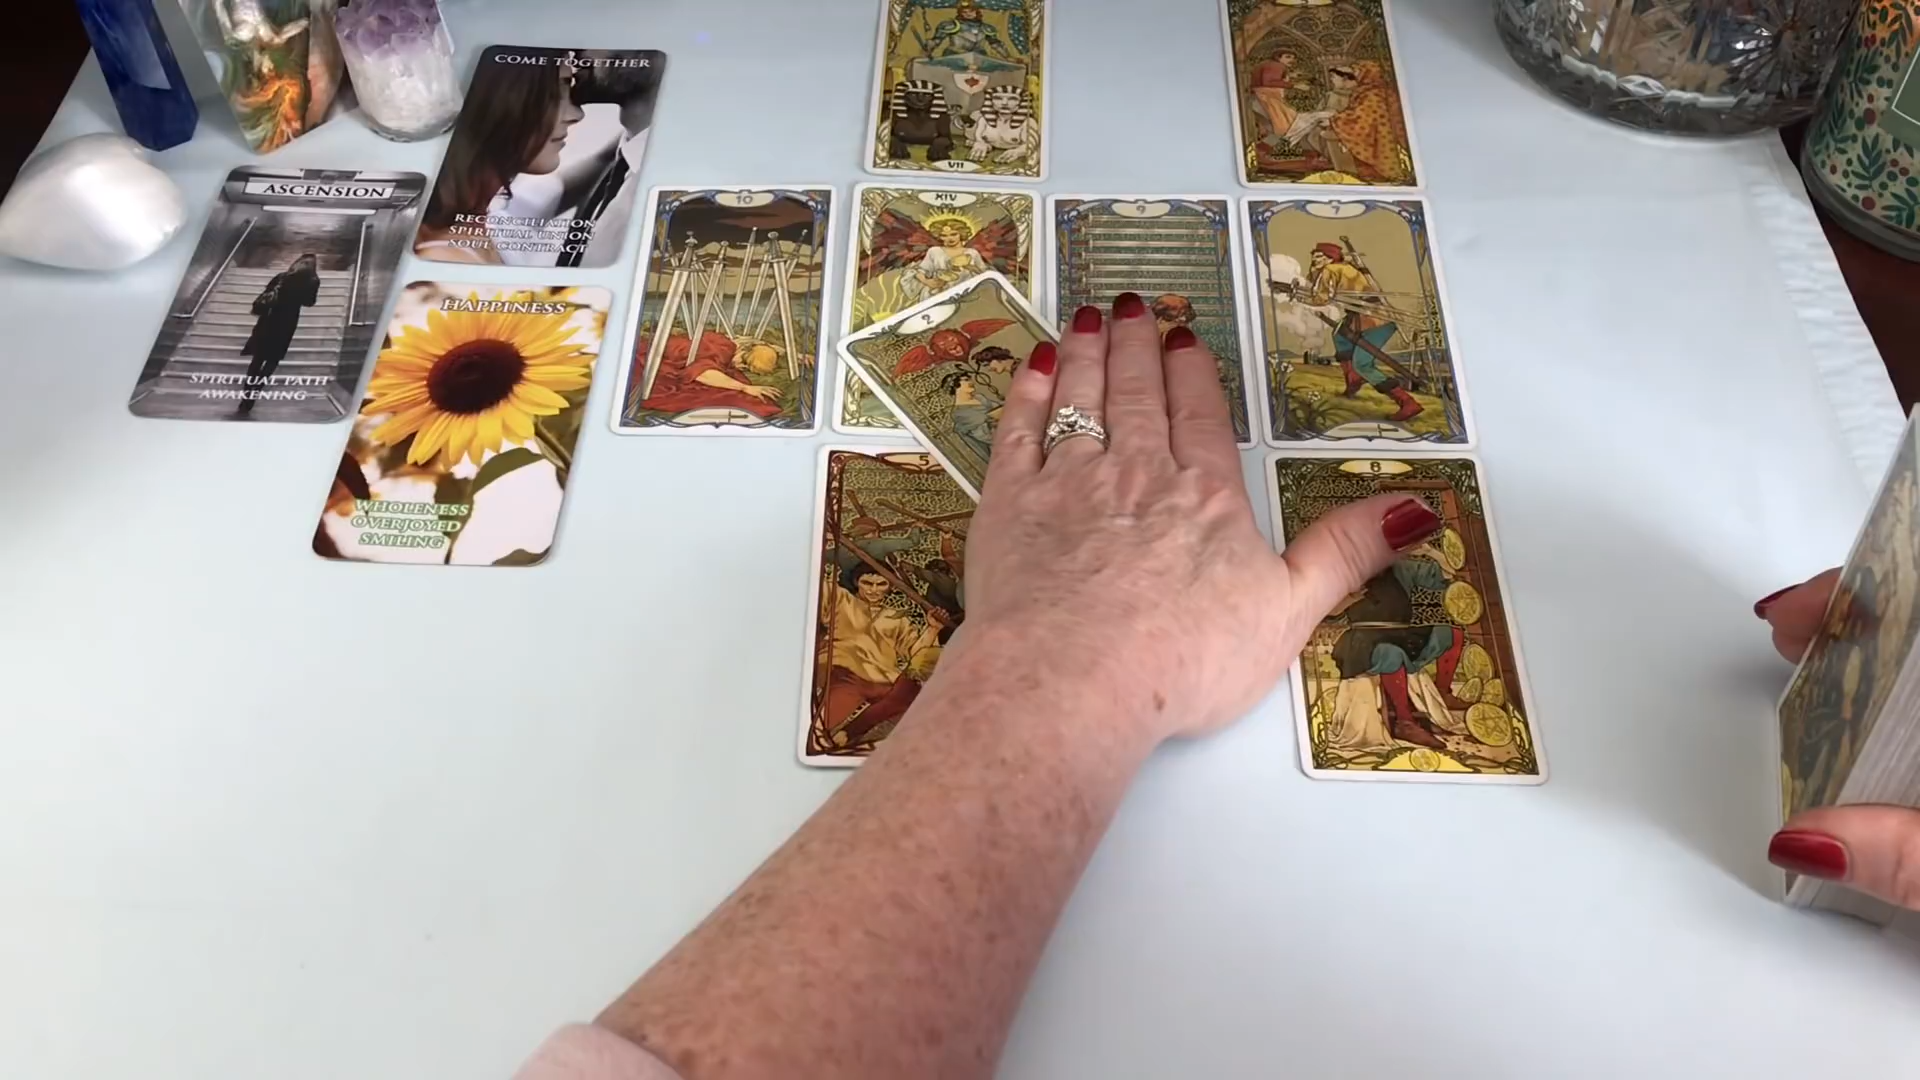 COME TOGETHER
RECONCILIATION
SPIRITUAL UNION
SOUL CONTRACT
ASCENSION
SPIRITUAL PATH
AWAKENING
HAPPINESS
WHOLENESS
OVERJOYED
SMILING
VII
10
XIV
9
7
2
5
8